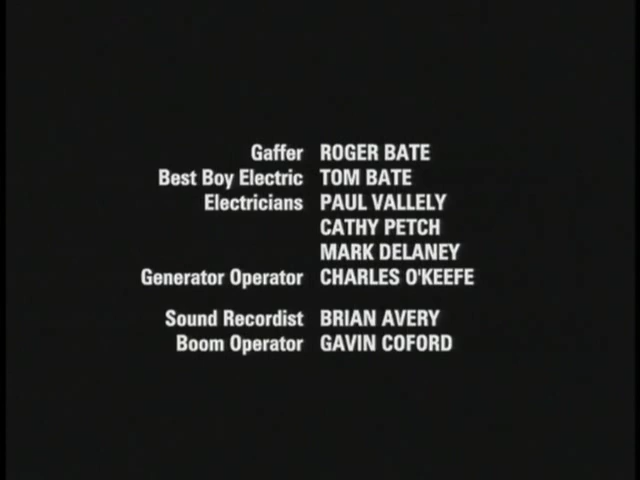 Gaffer ROGER BATE
Best Boy Electric TOM BATE
Electricians PAUL VALLELY
CATHY PETCH
MARK DELANEY
Generator Operator CHARLES O'KEEFE
Sound Recordist BRIAN AVERY
Boom Operator GAVIN COFORD